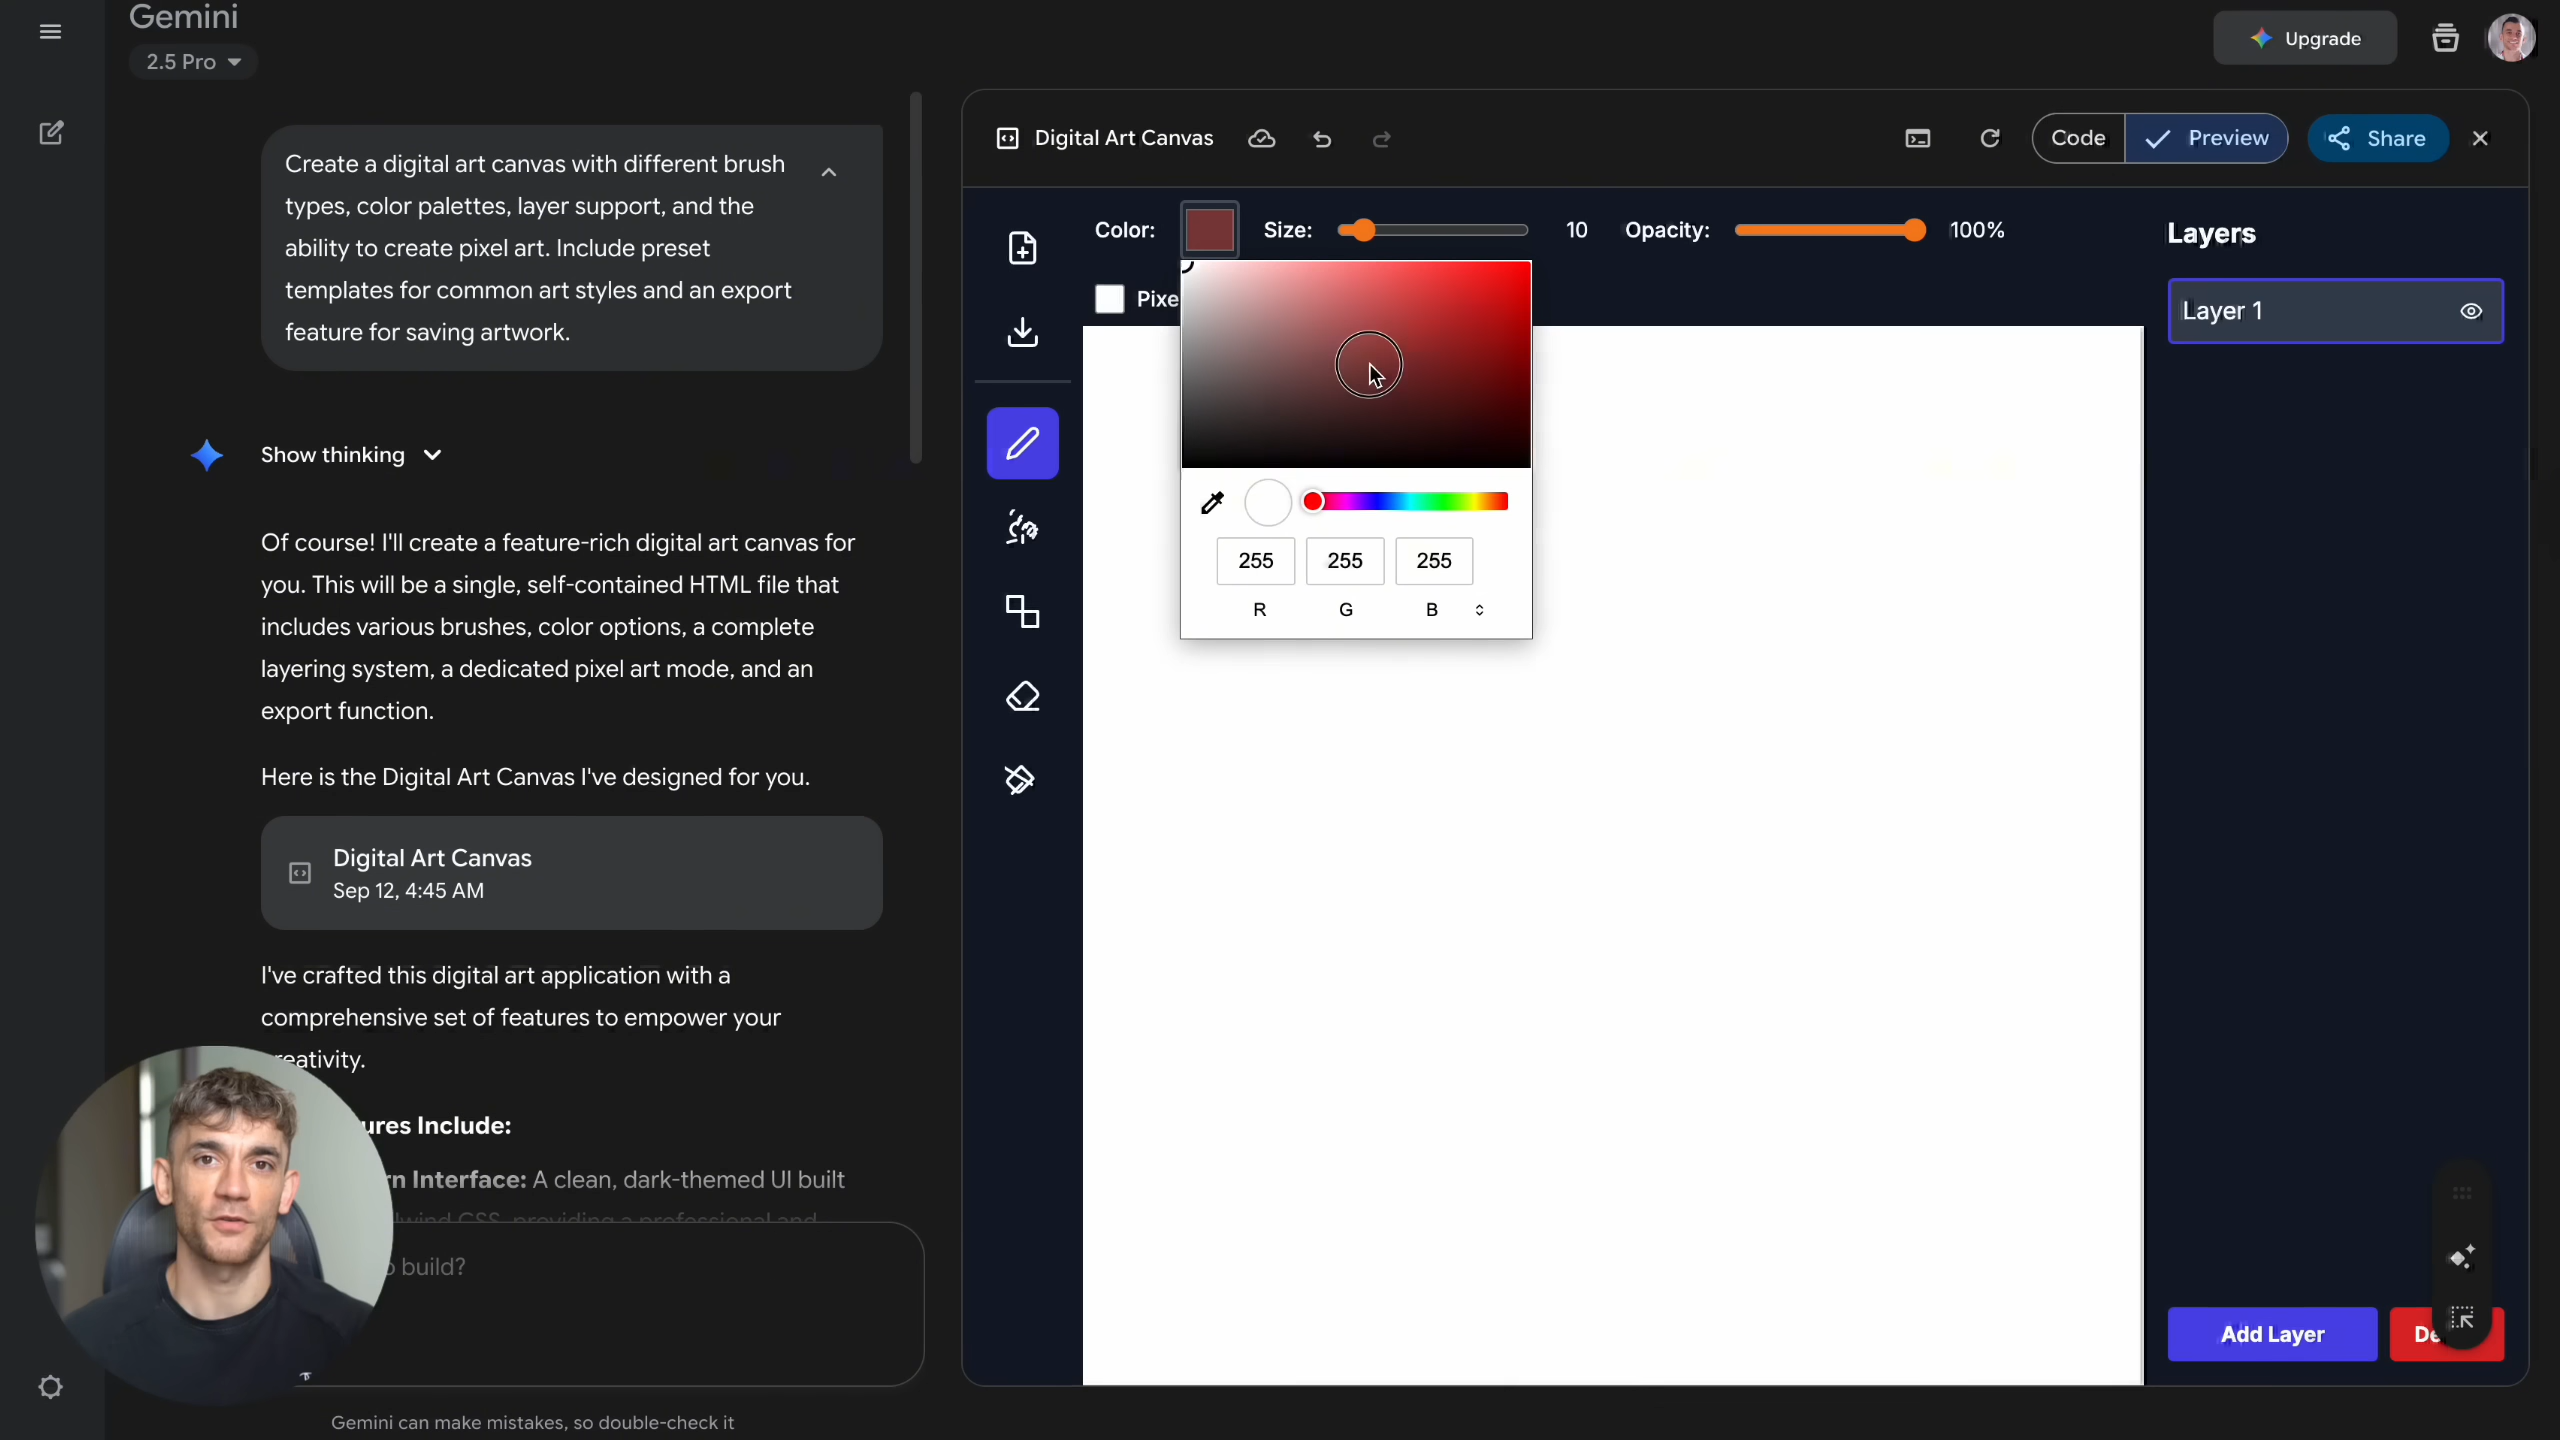 Gemini
2.5 Pro
Upgrade
Create a digital art canvas with different brush
types, color palettes, layer support, and the
ability to create pixel art. Include preset
templates for common art styles and an export
feature for saving artwork.
Show thinking
Of course! I'll create a feature-rich digital art canvas for
you. This will be a single, self-contained HTML file that
includes various brushes, color options, a complete
layering system, a dedicated pixel art mode, and an
export function.
Here is the Digital Art Canvas I've designed for you.
Digital Art Canvas
Sep 12, 4:45 AM
I've crafted this digital art application with a
comprehensive set of features to empower your
reativity.
ures Include:
rn Interface: A clean, dark-themed UI built
lwind CSS, providing a professional and
o build?
Gemini can make mistakes, so double-check it
Digital Art Canvas
Code
Preview
Share
Color:
Size:
10
Opacity:
100%
Pixe
255 255 255
R G B
Layers
Layer 1
Add Layer
De